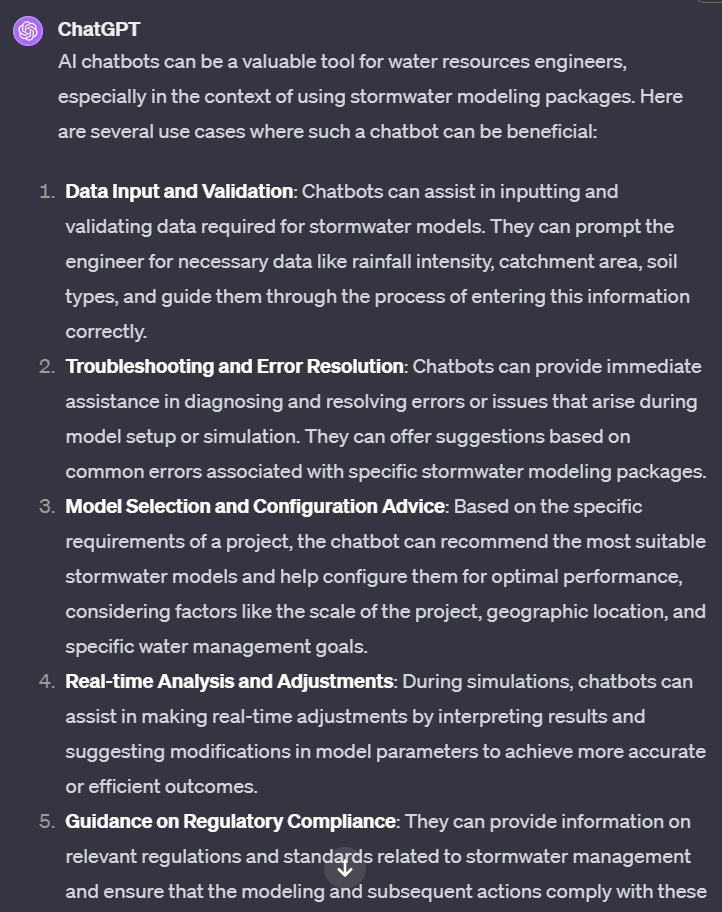 ChatGPT
AI chatbots can be a valuable tool for water resources engineers,
especially in the context of using stormwater modeling packages. Here
are several use cases where such a chatbot can be beneficial:
1. Data Input and Validation: Chatbots can assist in inputting and
validating data required for stormwater models. They can prompt the
engineer for necessary data like rainfall intensity, catchment area, soil
types, and guide them through the process of entering this information
correctly.
2. Troubleshooting and Error Resolution: Chatbots can provide immediate
assistance in diagnosing and resolving errors or issues that arise during
model setup or simulation. They can offer suggestions based on
common errors associated with specific stormwater modeling packages.
3. Model Selection and Configuration Advice: Based on the specific
requirements of a project, the chatbot can recommend the most suitable
stormwater models and help configure them for optimal performance,
considering factors like the scale of the project, geographic location, and
specific water management goals.
4. Real-time Analysis and Adjustments: During simulations, chatbots can
assist in making real-time adjustments by interpreting results and
suggesting modifications in model parameters to achieve more accurate
or efficient outcomes.
5. Guidance on Regulatory Compliance: They can provide information on
relevant regulations and standards related to stormwater management
and ensure that the modeling and subsequent actions comply with these